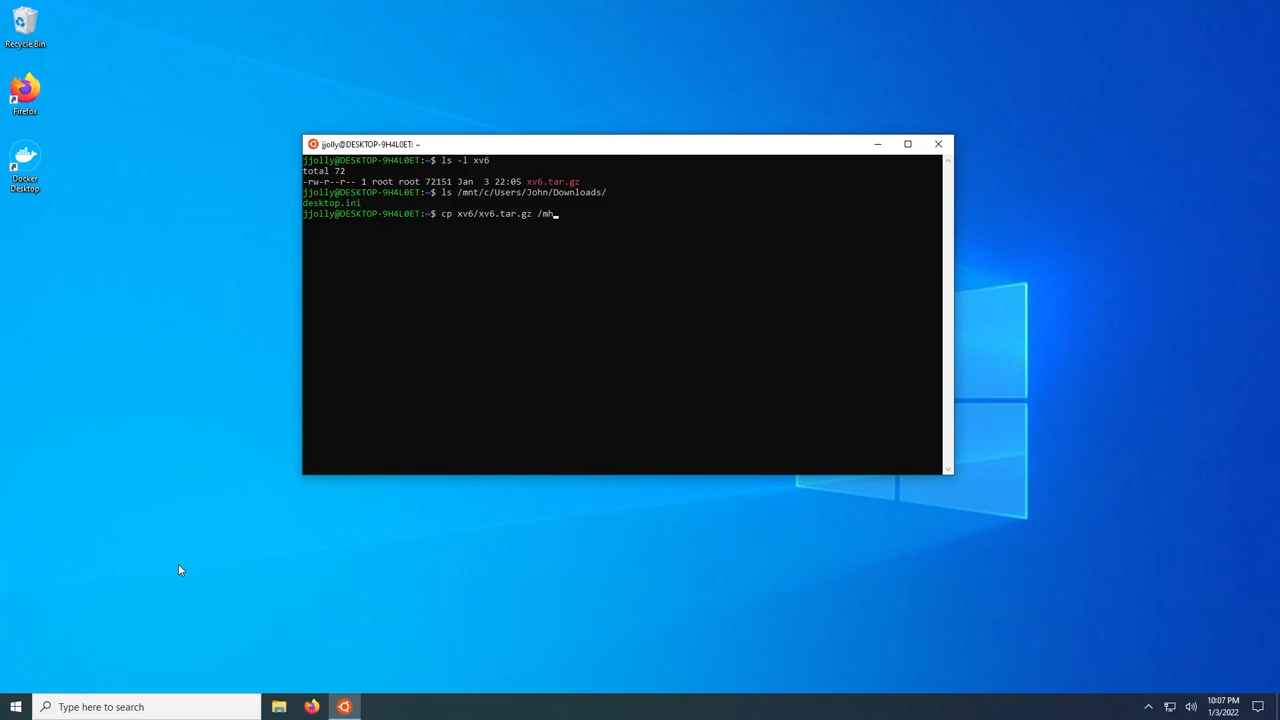 Recycle Bin
Firefox
Docker
Desktop
jjolly@DESKTOP-9H4L0ET: ~
jjolly@DESKTOP-9H4L0ET:~$ ls -l xv6
total 72
-rw-r--r-- 1 root root 72151 Jan  3 22:05 xv6.tar.gz
jjolly@DESKTOP-9H4L0ET:~$ ls /mnt/c/Users/John/Downloads/
desktop.ini
jjolly@DESKTOP-9H4L0ET:~$ cp xv6/xv6.tar.gz /mh_
Type here to search
10:07 PM
1/3/2022